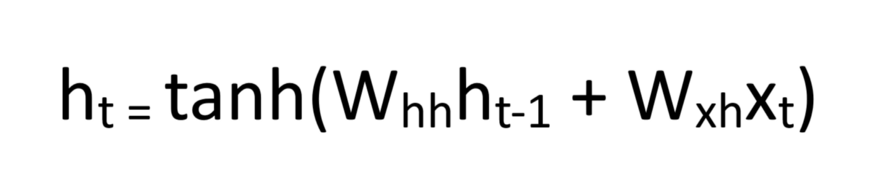 hₜ = tanh(Wₕₕhₜ₋₁ + Wₓₕxₜ)